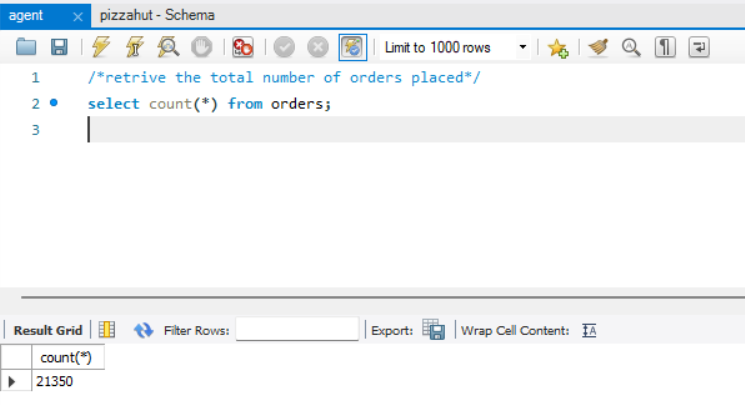 agent × pizzahut - Schema
Limit to 1000 rows
1 /*retrive the total number of orders placed*/
2 select count(*) from orders;
3
Result Grid Filter Rows: Export: Wrap Cell Content: IA
count(*)
21350